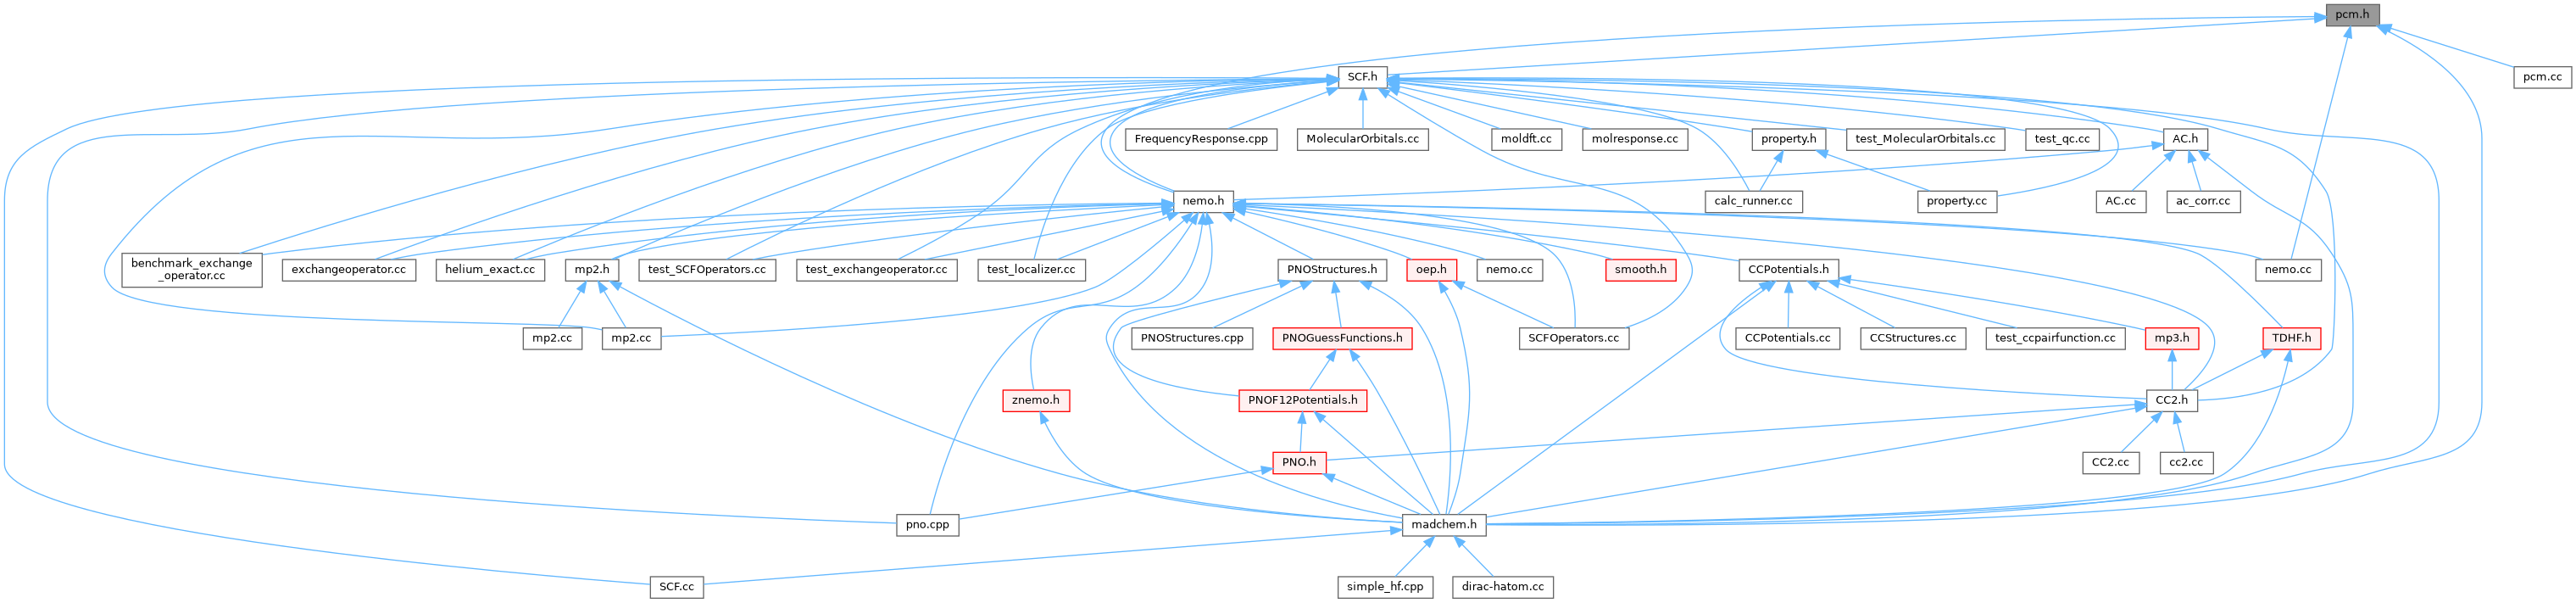 pcm.h
SCF.h
pcm.cc
FrequencyResponse.cpp
MolecularOrbitals.cc
moldft.cc
molresponse.cc
property.h
test_MolecularOrbitals.cc
test_qc.cc
AC.h
nemo.h
calc_runner.cc
property.cc
AC.cc
ac_corr.cc
benchmark_exchange
_operator.cc
exchangeoperator.cc
helium_exact.cc
mp2.h
test_SCFOperators.cc
test_exchangeoperator.cc
test_localizer.cc
PNOStructures.h
oep.h
nemo.cc
smooth.h
CCPotentials.h
nemo.cc
mp2.cc
mp2.cc
PNOStructures.cpp
PNOGuessFunctions.h
SCFOperators.cc
CCPotentials.cc
CCStructures.cc
test_ccpairfunction.cc
mp3.h
TDHF.h
znemo.h
PNOF12Potentials.h
CC2.h
PNO.h
CC2.cc
cc2.cc
pno.cpp
madchem.h
SCF.cc
simple_hf.cpp
dirac-hatom.cc